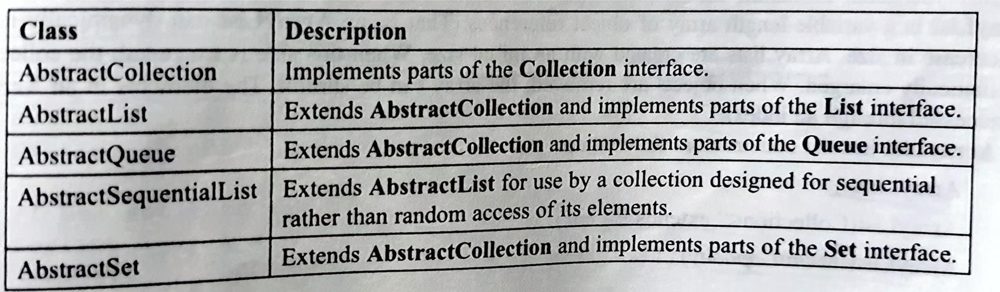 Class Description
AbstractCollection Implements parts of the Collection interface.
AbstractList Extends AbstractCollection and implements parts of the List interface.
AbstractQueue Extends AbstractCollection and implements parts of the Queue interface.
AbstractSequentialList Extends AbstractList for use by a collection designed for sequential
rather than random access of its elements.
AbstractSet Extends AbstractCollection and implements parts of the Set interface.